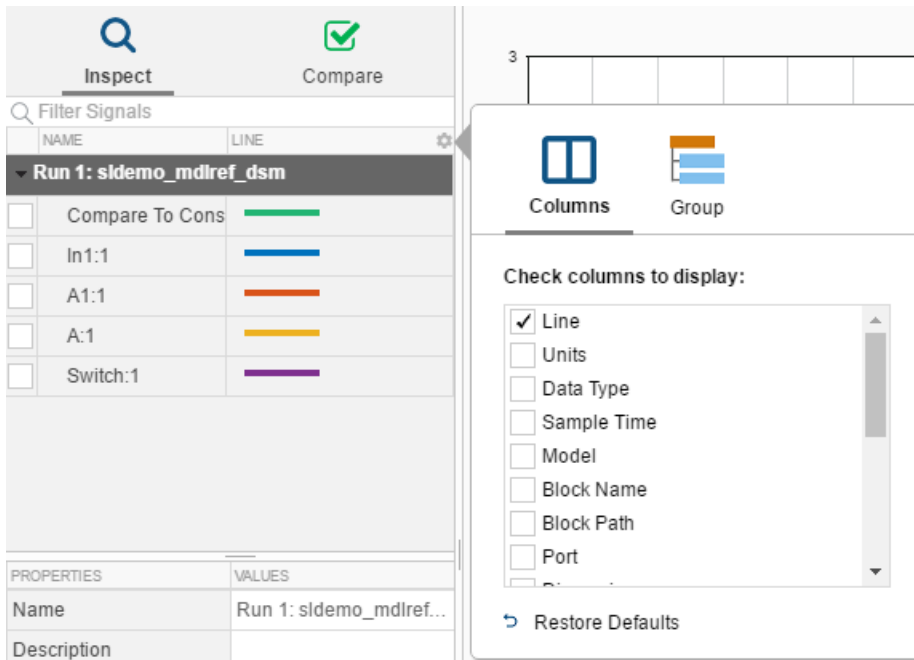 Inspect
Compare
Filter Signals
NAME
LINE
Run 1: sldemo_mdlref_dsm
Compare To Cons
In1:1
A1:1
A:1
Switch:1
PROPERTIES
VALUES
Name
Run 1: sldemo_mdlref...
Description
3
Columns
Group
Check columns to display:
Line
Units
Data Type
Sample Time
Model
Block Name
Block Path
Port
Restore Defaults